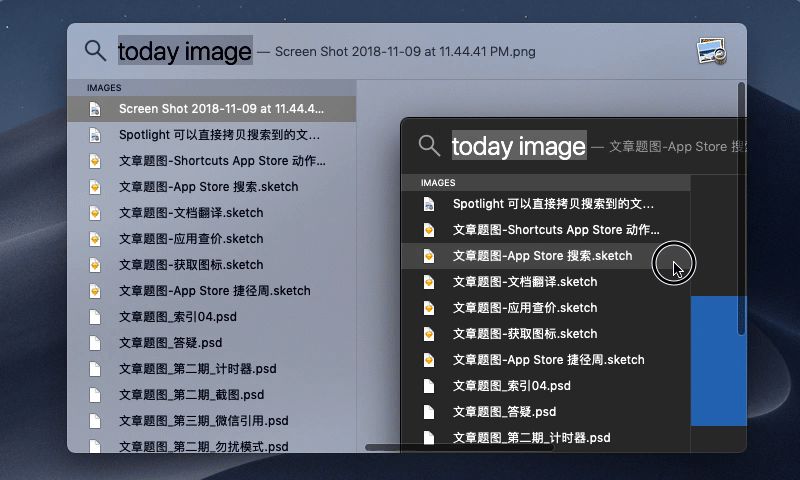 today image — Screen Shot 2018-11-09 at 11.44.41 PM.png
IMAGES
Screen Shot 2018-11-09 at 11.44.4...
Spotlight 可以直接拷贝搜索到的文...
文章题图-Shortcuts App Store 动作...
文章题图-App Store 搜索.sketch
文章题图-文档翻译.sketch
文章题图-应用查价.sketch
文章题图-获取图标.sketch
文章题图-App Store 捷径周.sketch
文章题图_索引04.psd
文章题图_答疑.psd
文章题图_第二期_计时器.psd
文章题图_第二期_截图.psd
文章题图_第三期_微信引用.psd
文章题图_第二期_勿扰模式.psd
today image — 文章题图-App Store 搜
IMAGES
Spotlight 可以直接拷贝搜索到的文...
文章题图-Shortcuts App Store 动作...
文章题图-App Store 搜索.sketch
文章题图-文档翻译.sketch
文章题图-应用查价.sketch
文章题图-获取图标.sketch
文章题图-App Store 捷径周.sketch
文章题图_索引04.psd
文章题图_答疑.psd
文章题图_第二期_计时器.psd